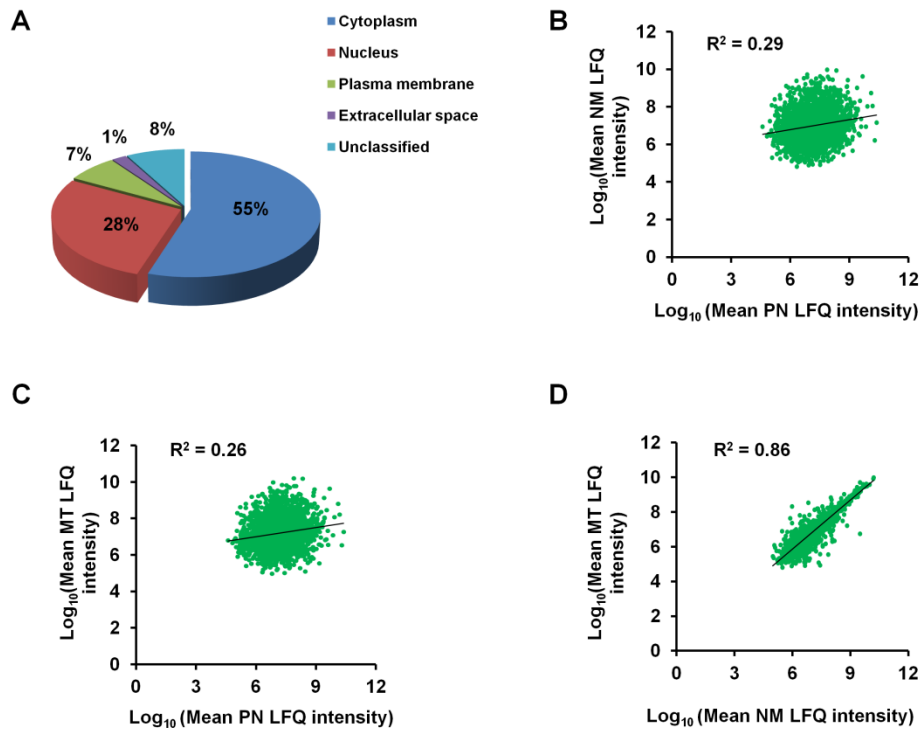 A
Cytoplasm
Nucleus
Plasma membrane
Extracellular space
Unclassified
55%
28%
7%
1%
8%
B
R² = 0.29
Log₁₀(Mean NM LFQ
intensity)
12
10
8
6
4
2
0
0 3 6 9 12
Log₁₀ (Mean PN LFQ intensity)
C
R² = 0.26
Log₁₀(Mean MT LFQ
intensity)
12
10
8
6
4
2
0
0 3 6 9 12
Log₁₀ (Mean PN LFQ intensity)
D
R² = 0.86
Log₁₀(Mean MT LFQ
intensity)
12
10
8
6
4
2
0
0 3 6 9 12
Log₁₀ (Mean NM LFQ intensity)